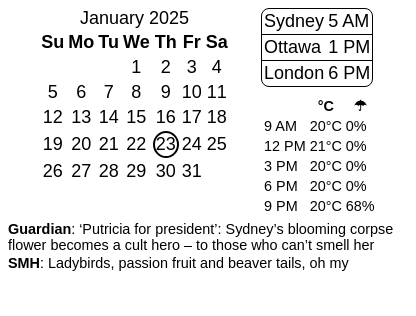 January 2025
Su Mo Tu We Th Fr Sa
1 2 3 4
5 6 7 8 9 10 11
12 13 14 15 16 17 18
19 20 21 22 23 24 25
26 27 28 29 30 31
Sydney 5 AM
Ottawa 1 PM
London 6 PM
°C ☂
9 AM 20°C 0%
12 PM 21°C 0%
3 PM 20°C 0%
6 PM 20°C 0%
9 PM 20°C 68%
Guardian: ‘Putricia for president’: Sydney’s blooming corpse
flower becomes a cult hero – to those who can’t smell her
SMH: Ladybirds, passion fruit and beaver tails, oh my